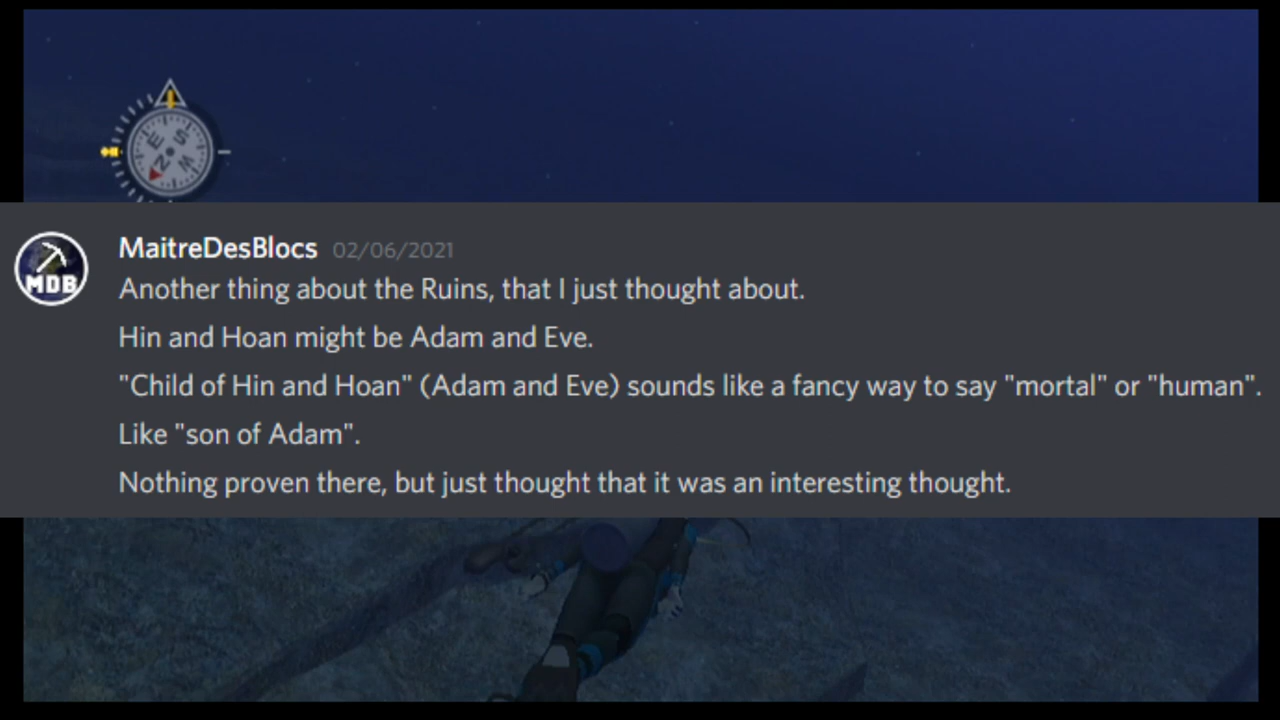 E S
N W
MaitreDesBlocs 02/06/2021
MDB
Another thing about the Ruins, that I just thought about.
Hin and Hoan might be Adam and Eve.
"Child of Hin and Hoan" (Adam and Eve) sounds like a fancy way to say "mortal" or "human".
Like "son of Adam".
Nothing proven there, but just thought that it was an interesting thought.